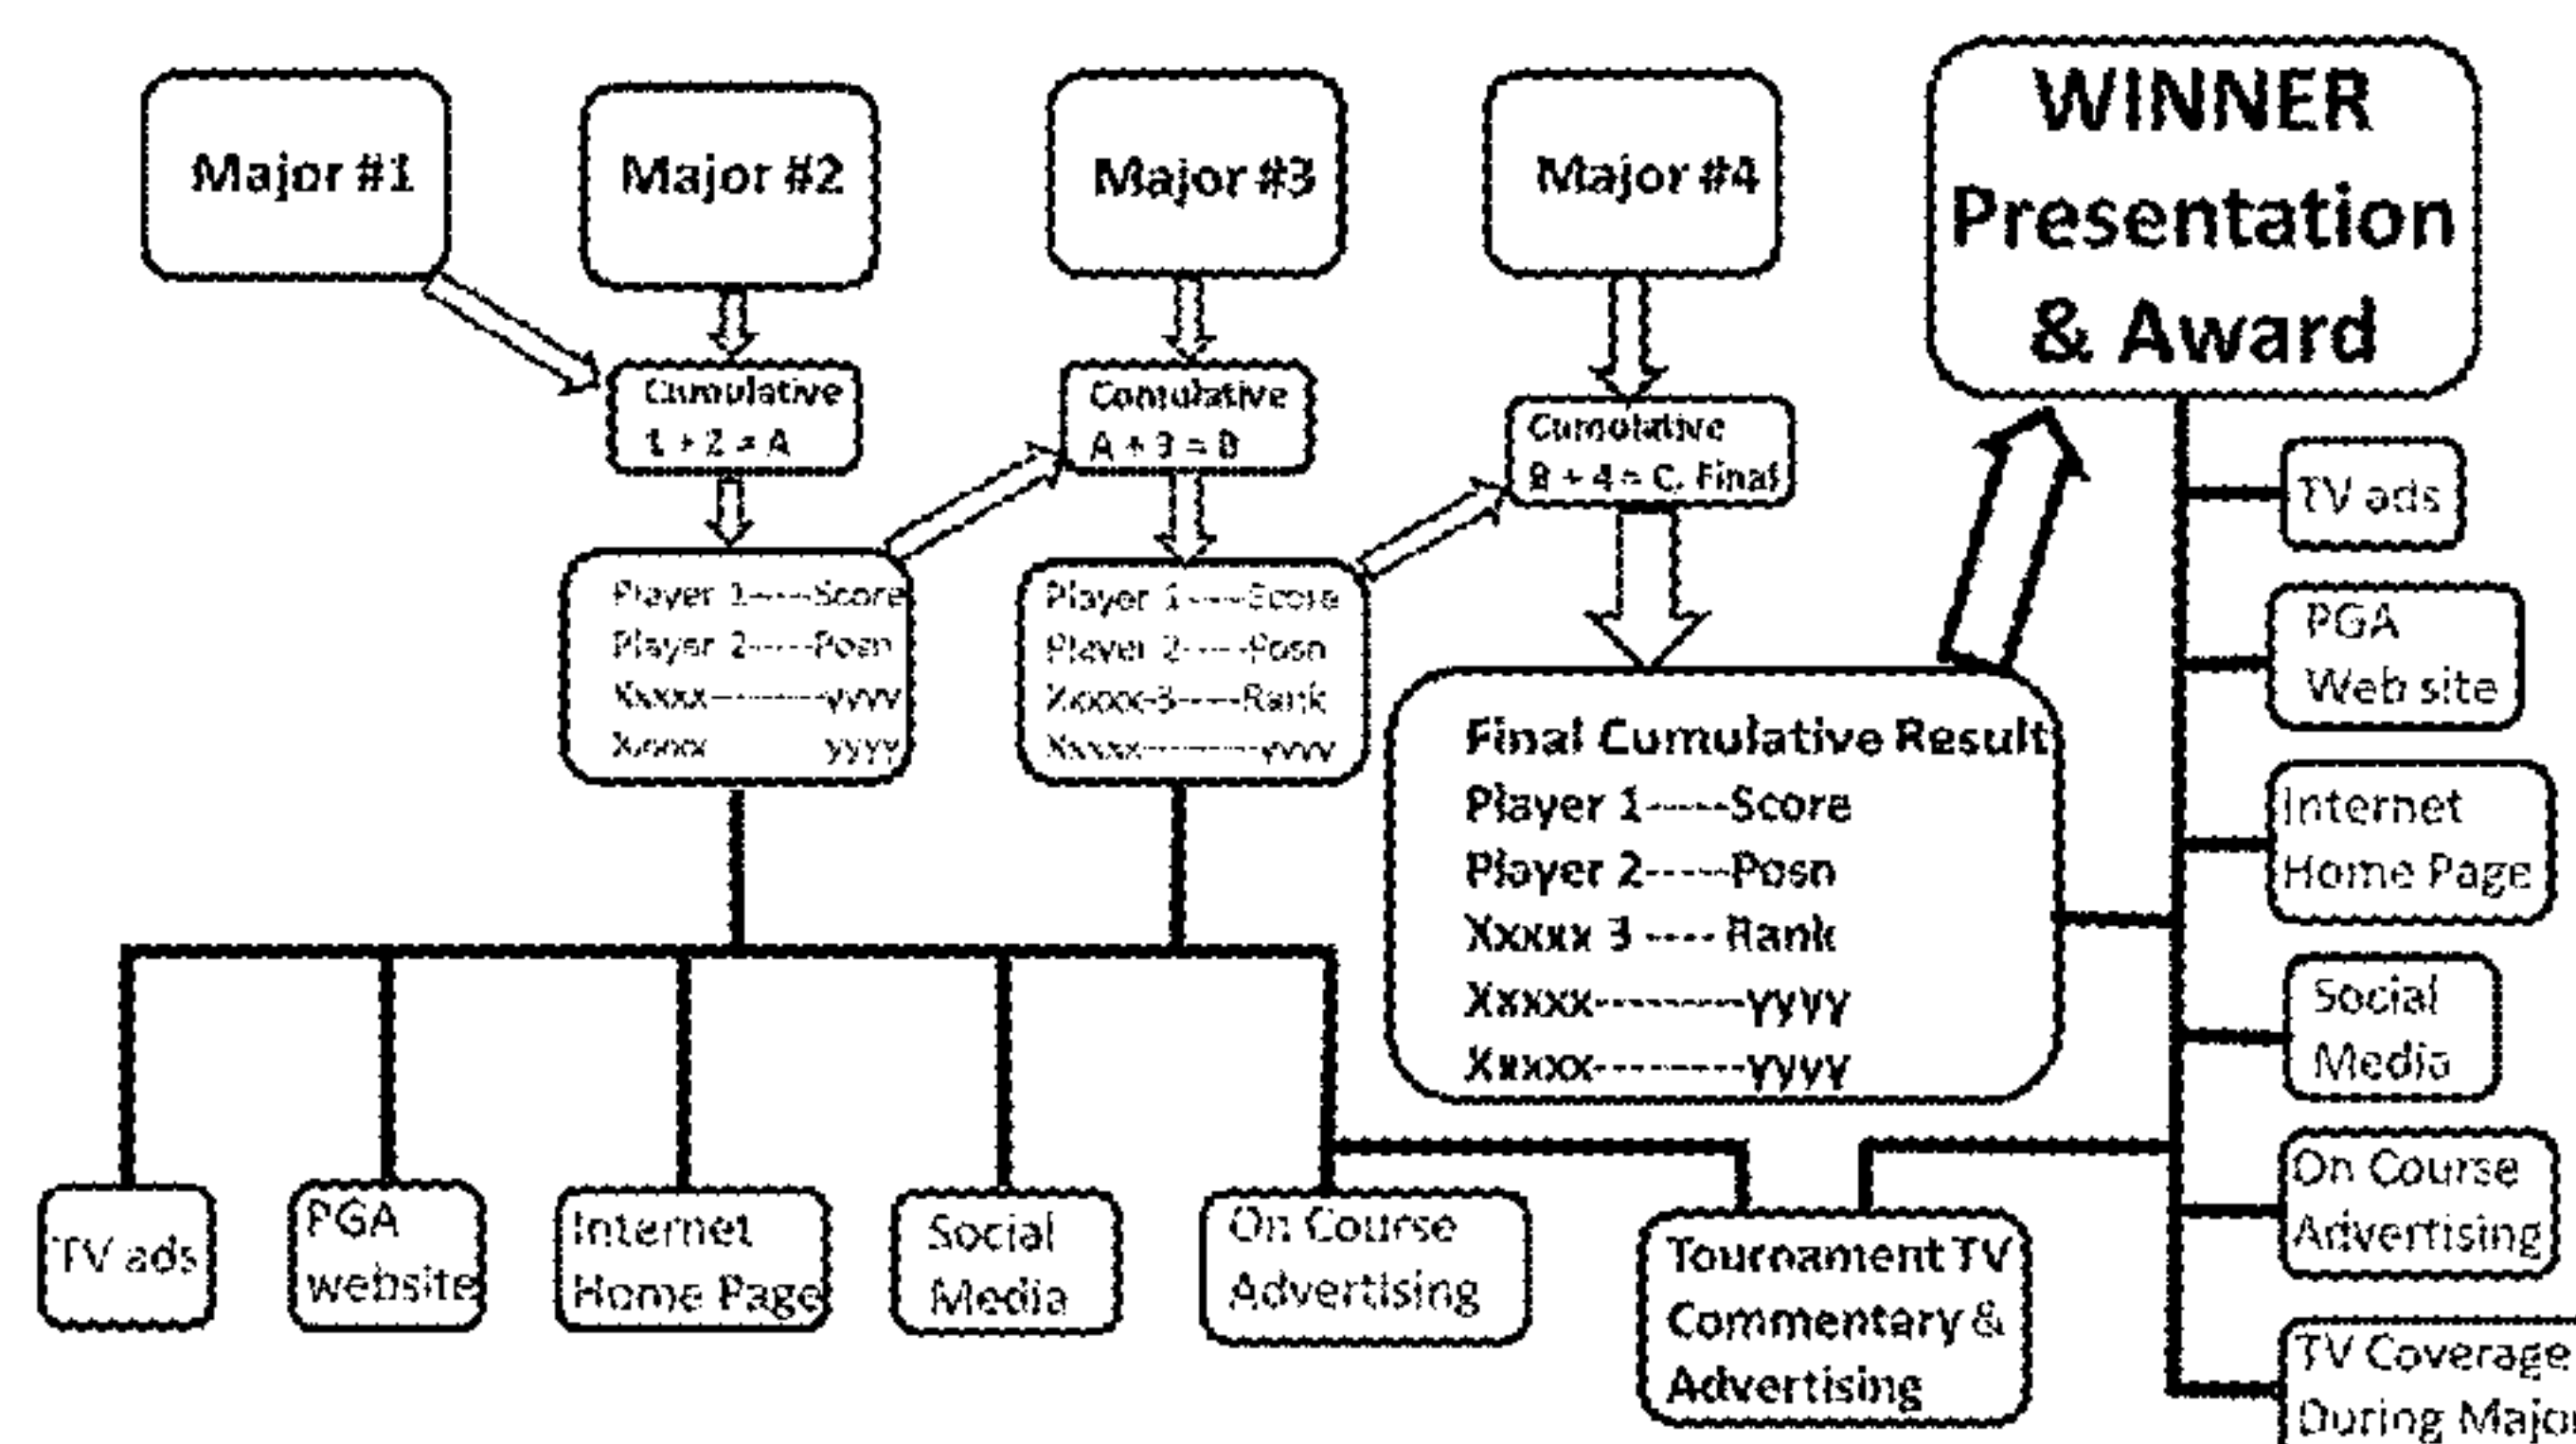 Major #1
Major #2
Major #3
Major #4
WINNER
Presentation
& Award
Cumulative
1 + 2 = A
Cumulative
A + 3 = B
Cumulative
B + 4 = C. Final
Player 1-----Score
Player 2-----Posn
Xxxxx---------yyyy
Xxxxx yyyy
Player 1----Score
Player 2-----Posn
Xxxxx-3-----Rank
Xxxxx----------yyyy
Final Cumulative Result
Player 1-----Score
Player 2-----Posn
Xxxxx 3 ---- Rank
Xxxxx---------yyyy
Xxxxx---------yyyy
TV ads
PGA
Web site
Internet
Home Page
Social
Media
On Course
Advertising
TV Coverage
During Major
TV ads
PGA
website
Internet
Home Page
Social
Media
On Course
Advertising
Tournament TV
Commentary &
Advertising